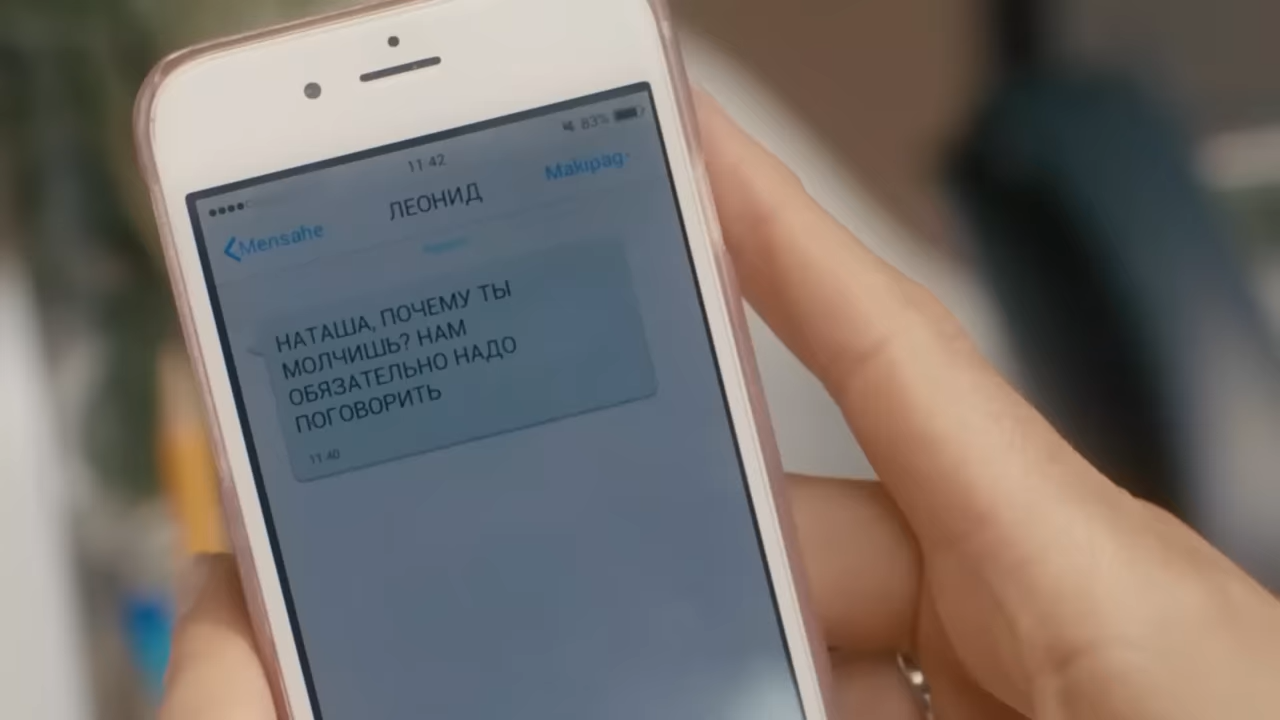 83%
11:42
Makipag-
ЛЕОНИД
Mensahe
НАТАША, ПОЧЕМУ ТЫ
МОЛЧИШЬ? НАМ
ОБЯЗАТЕЛЬНО НАДО
ПОГОВОРИТЬ
11:40